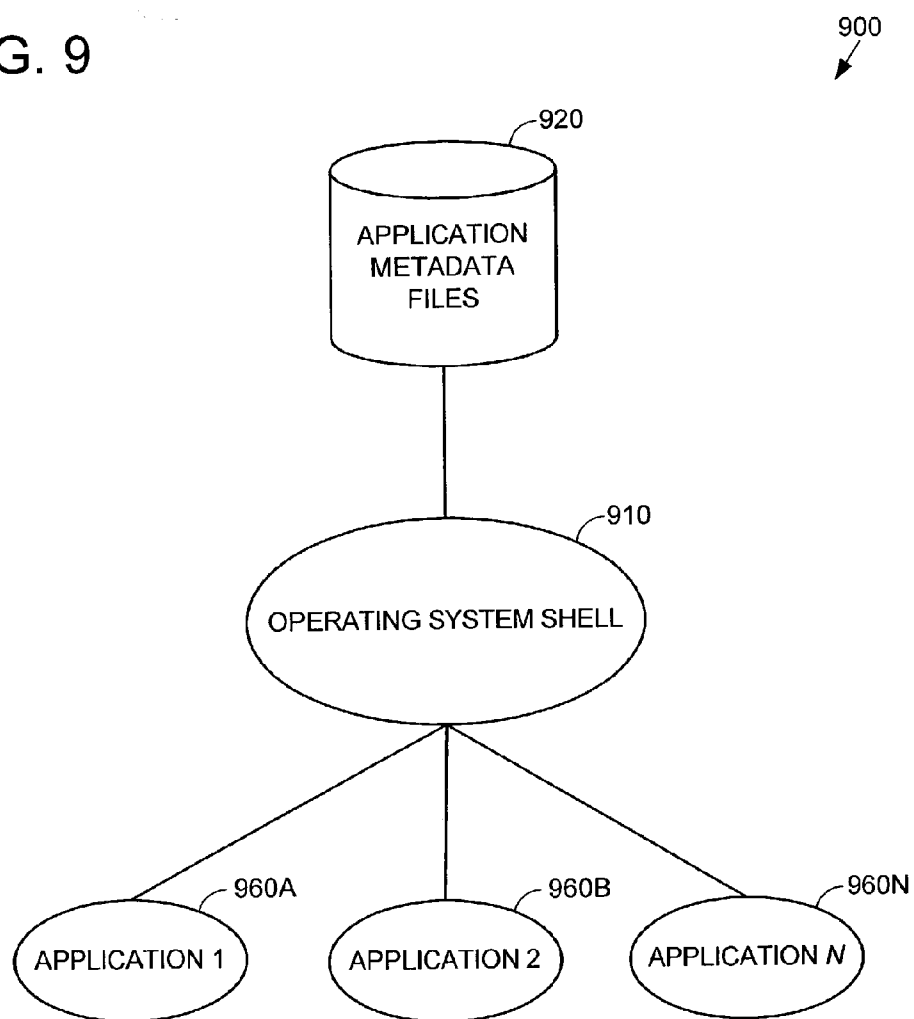 G. 9
900
920
APPLICATION
METADATA
FILES
910
OPERATING SYSTEM SHELL
960A
960B
960N
APPLICATION 1
APPLICATION 2
APPLICATION N